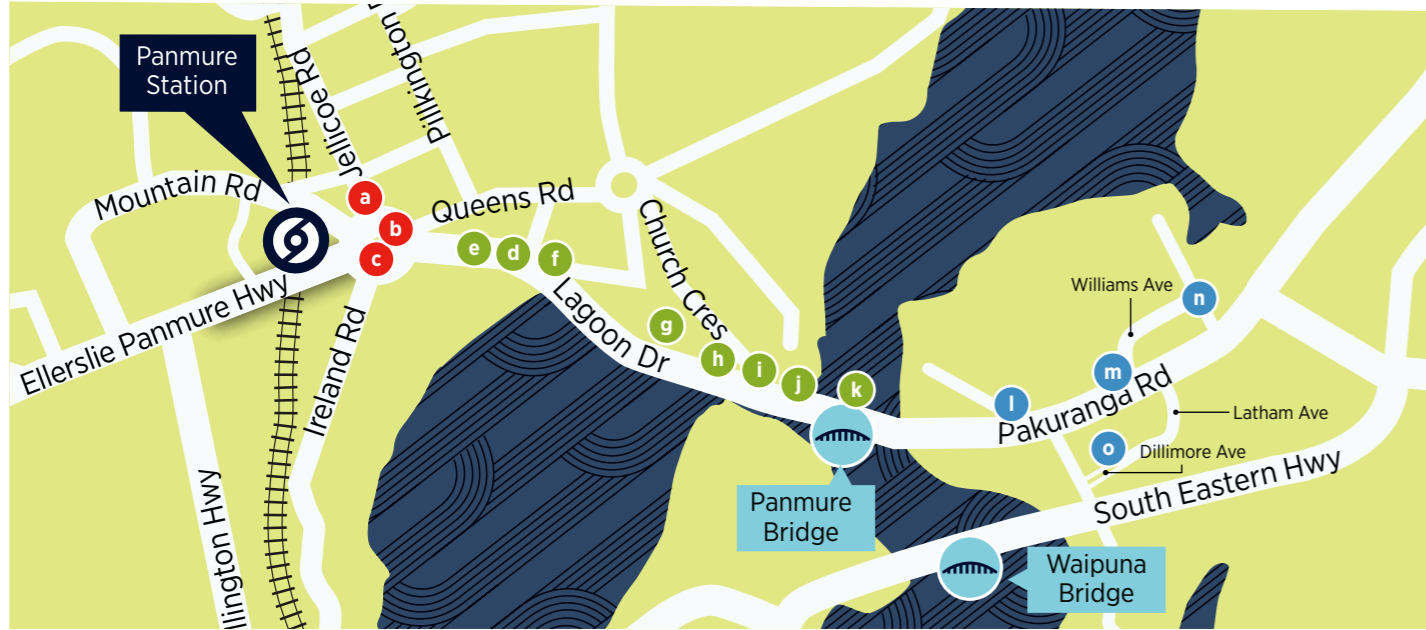 Panmure
Station
Jellicoe Rd
Pilkington
Mountain Rd
a
b
c
Queens Rd
Church Cres
e
d
f
Ellerslie Panmure Hwy
Ireland Rd
Lagoon Dr
g
h
i
j
k
Williams Ave
n
m
l
Pakuranga Rd
Latham Ave
o
Dillimore Ave
South Eastern Hwy
llington Hwy
Panmure
Bridge
Waipuna
Bridge